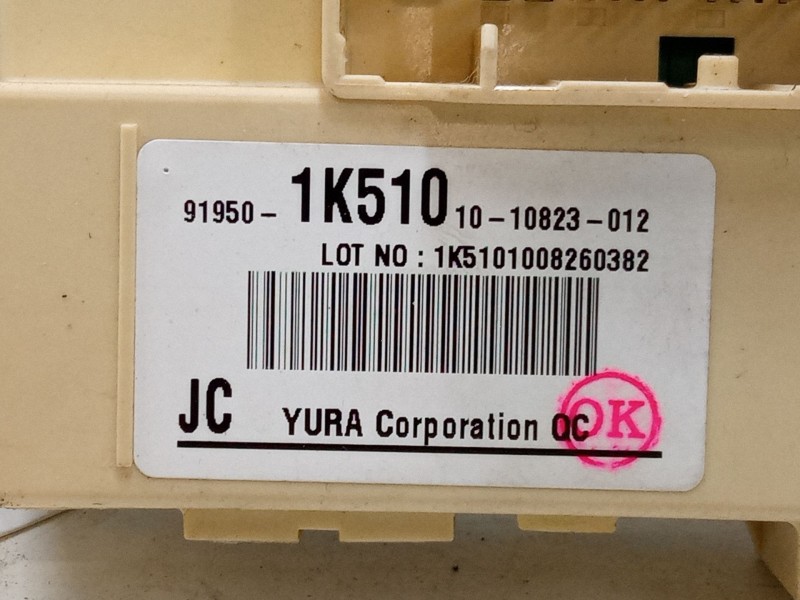 91950-1K510 10-10823-012
LOT NO : 1K5101008260382
JC YURA Corporation QC
OK